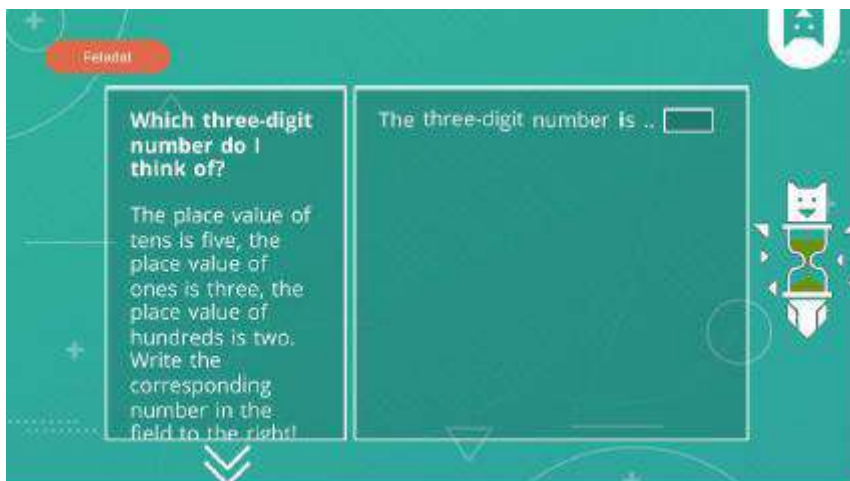 Feladat
Which three-digit
number do I
think of?
The place value of
tens is five, the
place value of
ones is three, the
place value of
hundreds is two.
Write the
corresponding
number in the
field to the right!
The three-digit number is ..